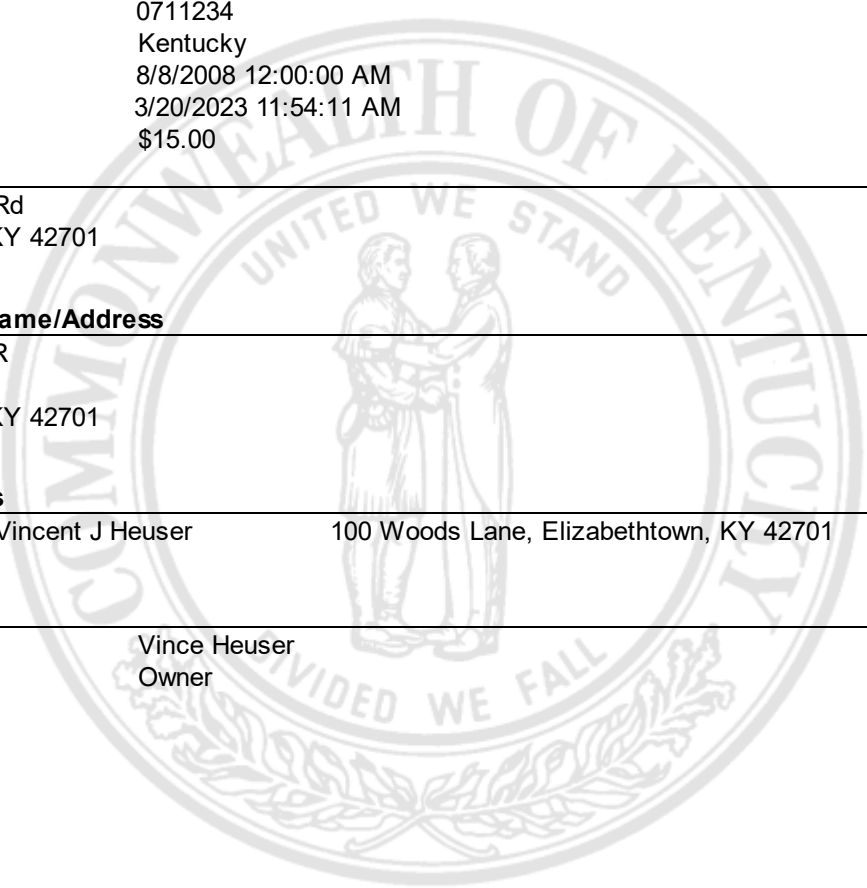 0711234
Kentucky
8/8/2008 12:00:00 AM
3/20/2023 11:54:11 AM
$15.00
Rd
KY 42701
ame/Address
R
KY 42701
s
Vincent J Heuser 100 Woods Lane, Elizabethtown, KY 42701
Vince Heuser
Owner
COMMONWEALTH OF KENTUCKY
UNITED WE STAND
DIVIDED WE FALL